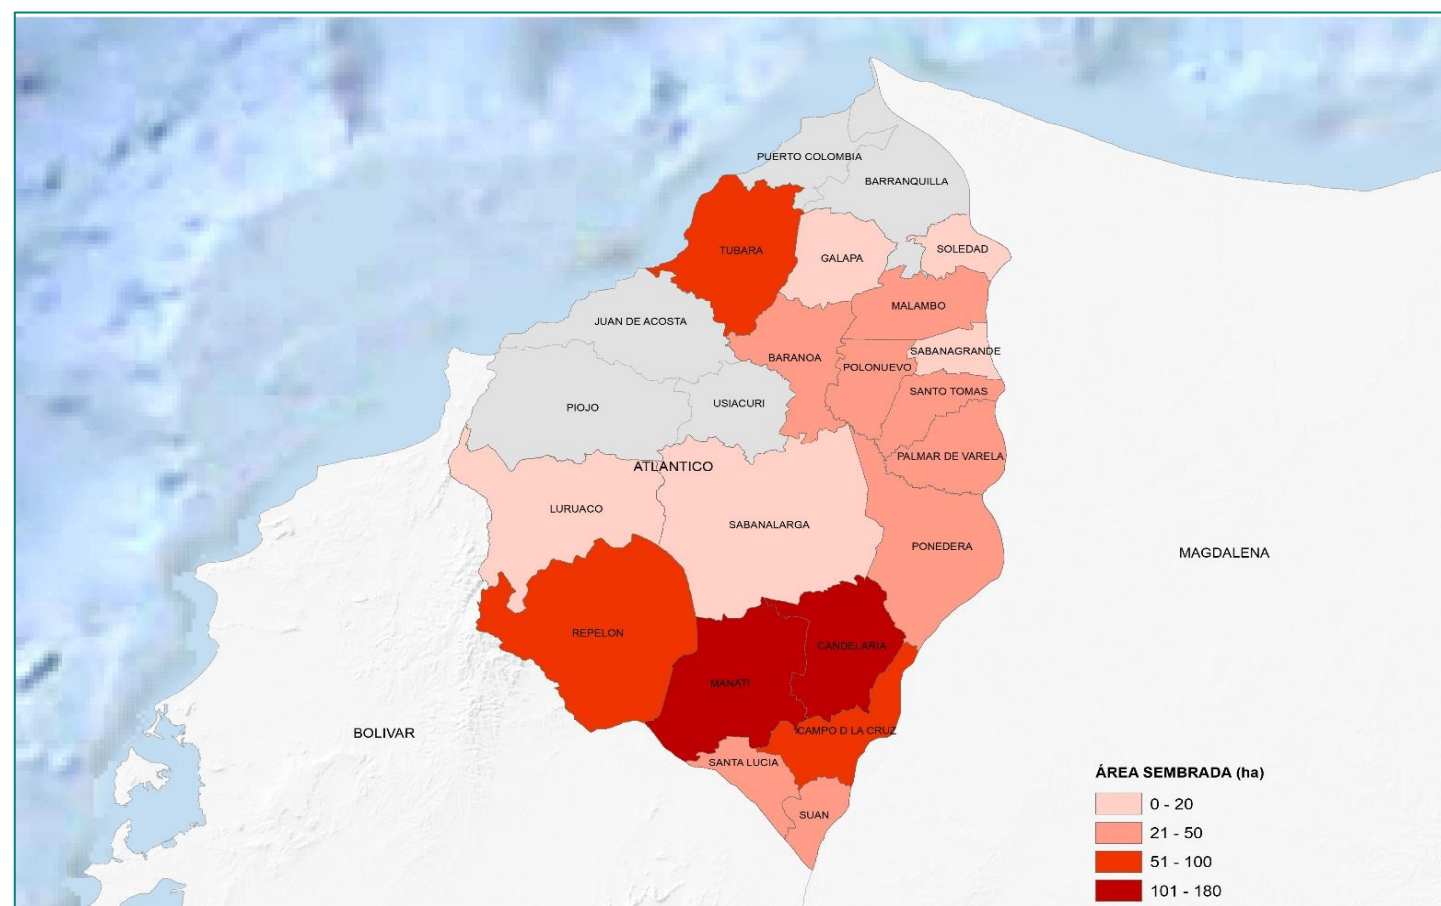 PUERTO COLOMBIA
BARRANQUILLA
TUBARA
GALAPA
SOLEDAD
MALAMBO
JUAN DE ACOSTA
SABANAGRANDE
BARANOA
POLONUEVO
SANTO TOMAS
USIACURI
PIOJO
PALMAR DE VARELA
ATLANTICO
LURUACO
SABANALARGA
PONEDERA
MAGDALENA
REPELON
CANDELARIA
MANATI
CAMPO D LA CRUZ
BOLIVAR
SANTA LUCIA
SUAN
ÁREA SEMBRADA (ha)
0 - 20
21 - 50
51 - 100
101 - 180